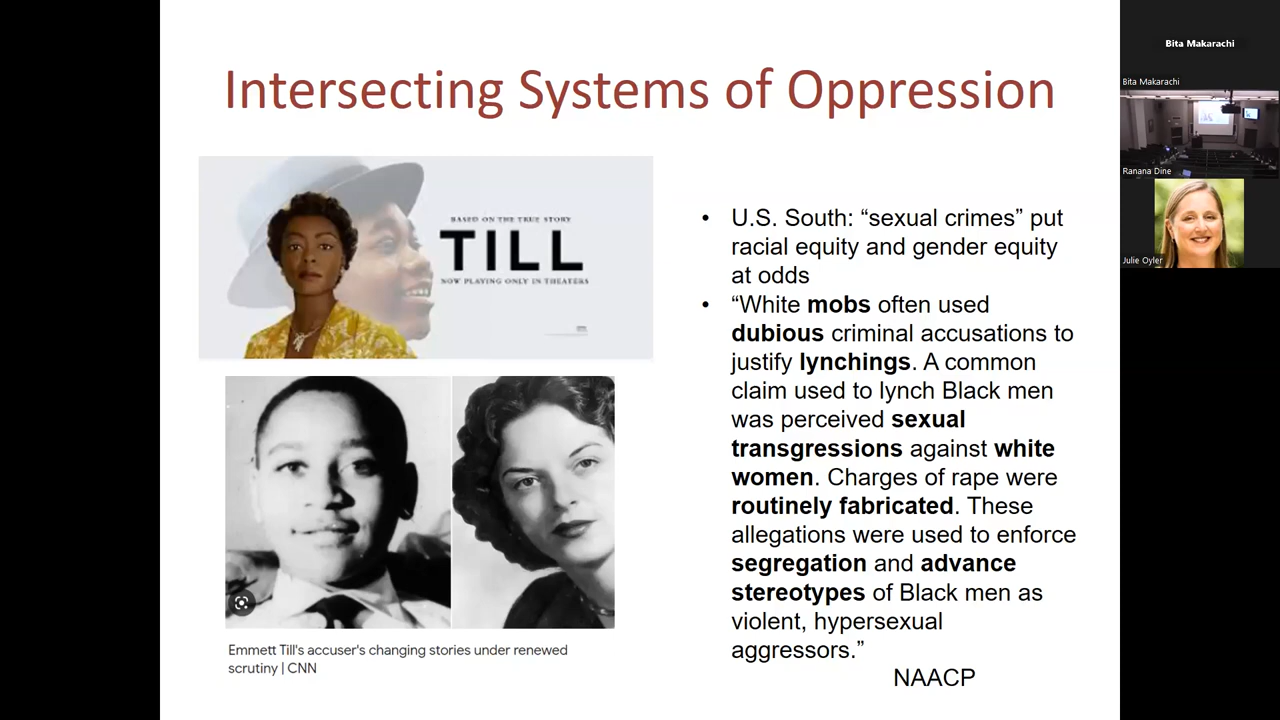 Intersecting Systems of Oppression
BASED ON THE TRUE STORY
TILL
NOW PLAYING ONLY IN THEATERS
Emmett Till's accuser's changing stories under renewed
scrutiny | CNN
• U.S. South: “sexual crimes” put
racial equity and gender equity
at odds
• “White mobs often used
dubious criminal accusations to
justify lynchings. A common
claim used to lynch Black men
was perceived sexual
transgressions against white
women. Charges of rape were
routinely fabricated. These
allegations were used to enforce
segregation and advance
stereotypes of Black men as
violent, hypersexual
aggressors.”
NAACP
Bita Makarachi
Bita Makarachi
Ranana Dine
Julie Oyler